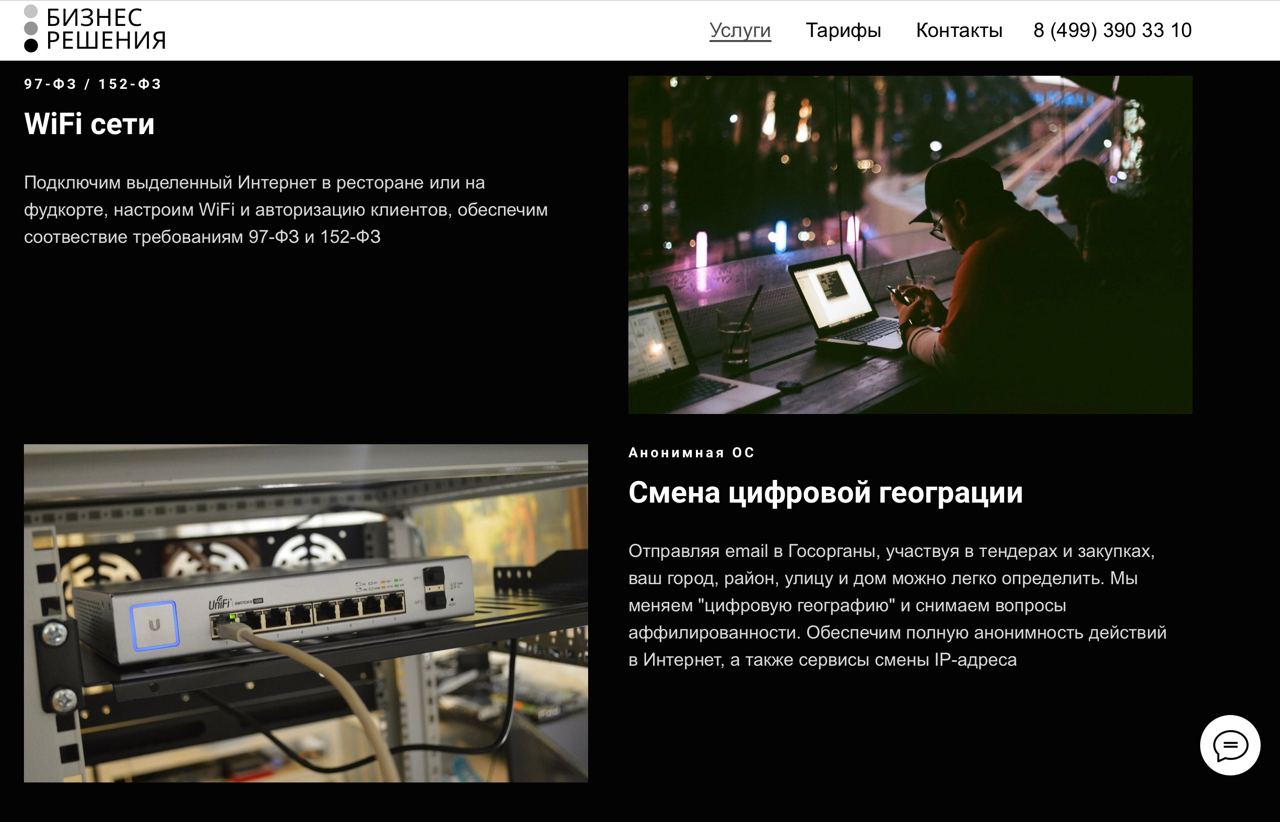 БИЗНЕС
РЕШЕНИЯ
Услуги
Тарифы
Контакты
8 (499) 390 33 10
97-ФЗ / 152-ФЗ
WiFi сети
Подключим выделенный Интернет в ресторане или на
фудкорте, настроим WiFi и авторизацию клиентов, обеспечим
соотвествие требованиям 97-ФЗ и 152-ФЗ
UniFi
Анонимная ОС
Смена цифровой геограции
Отправляя email в Госорганы, участвуя в тендерах и закупках,
ваш город, район, улицу и дом можно легко определить. Мы
меняем "цифровую географию" и снимаем вопросы
аффилированности. Обеспечим полную анонимность действий
в Интернет, а также сервисы смены IP-адреса